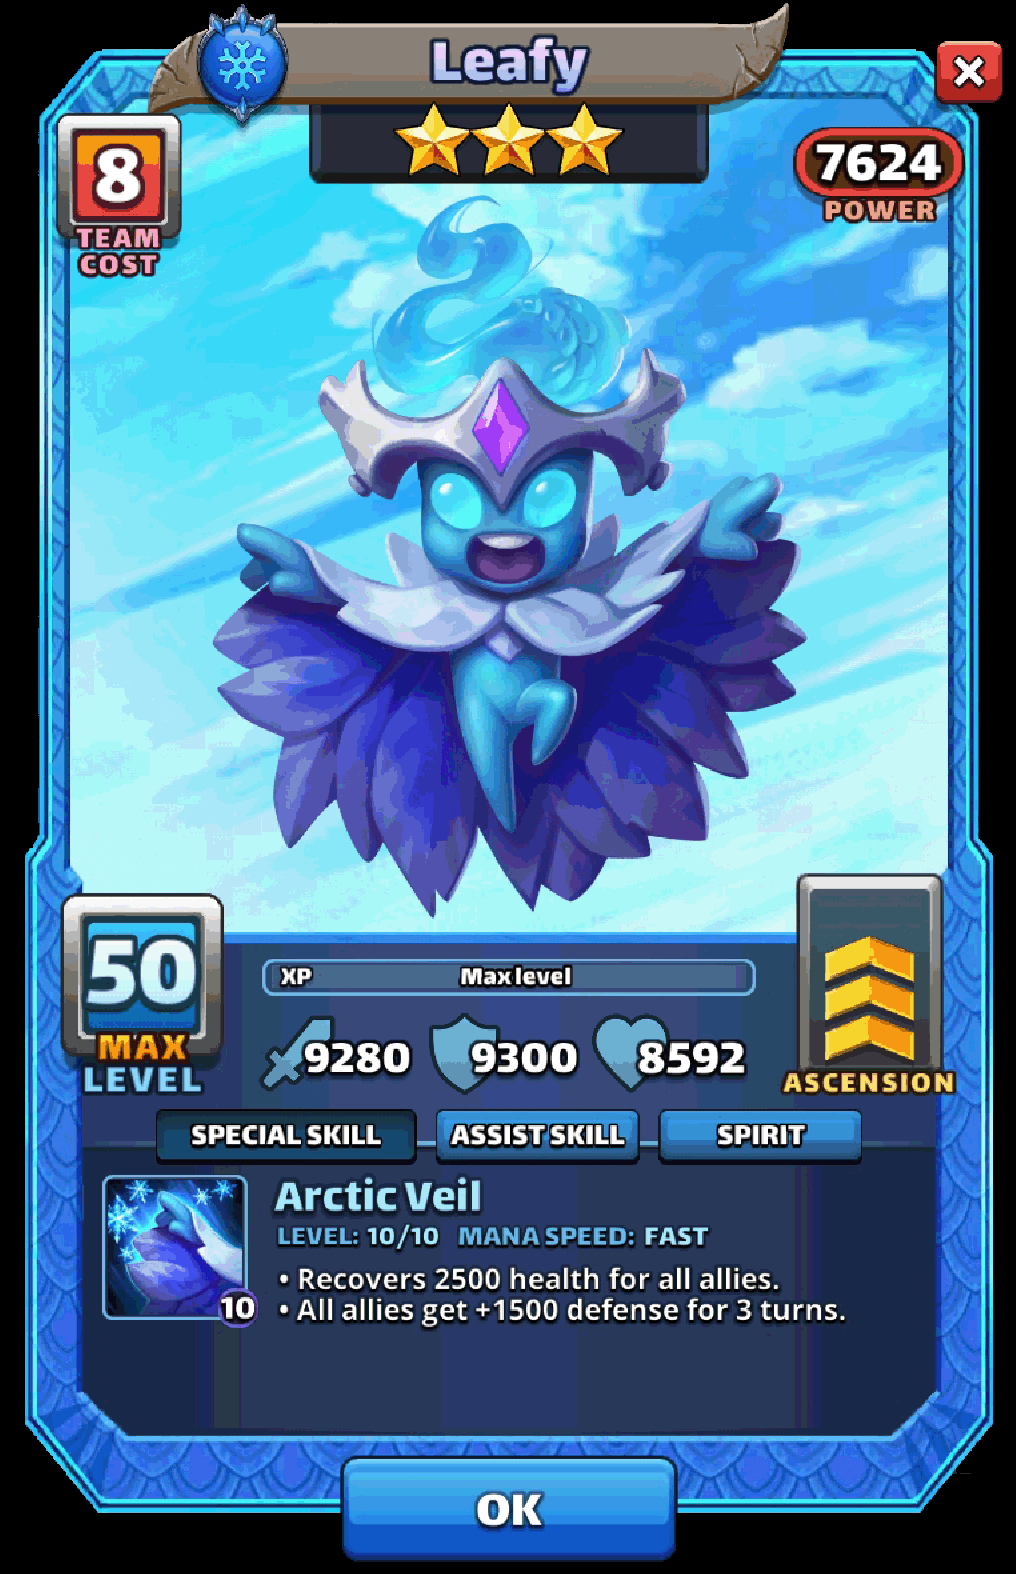 Leafy
8
TEAM
COST
7624
POWER
50
MAX
LEVEL
XP Max level
9280 9300 8592
ASCENSION
SPECIAL SKILL ASSIST SKILL SPIRIT
Arctic Veil
LEVEL: 10/10 MANA SPEED: FAST
• Recovers 2500 health for all allies.
• All allies get +1500 defense for 3 turns.
10
OK